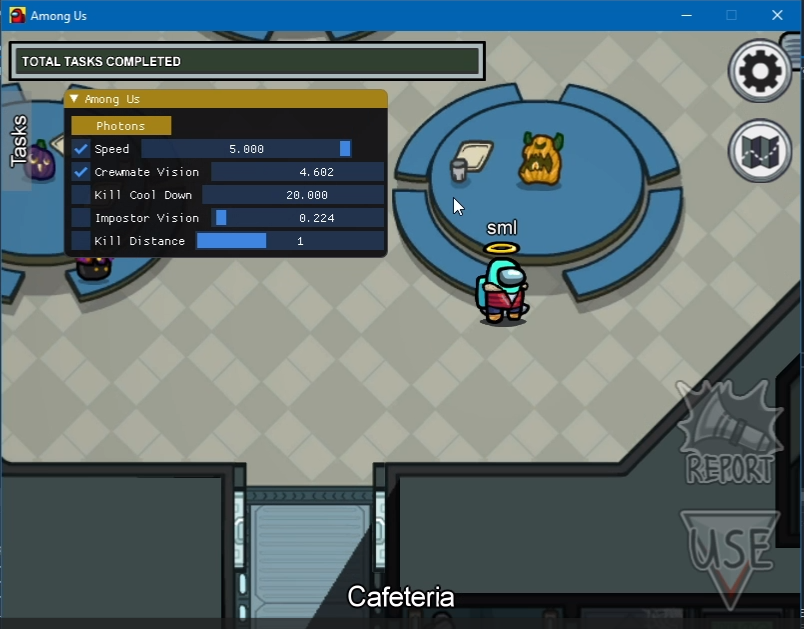 Among Us
TOTAL TASKS COMPLETED
Tasks
Among Us
Photons
Speed 5.000
Crewmate Vision 4.602
Kill Cool Down 20.000
Impostor Vision 0.224
Kill Distance 1
sml
REPORT
USE
Cafeteria